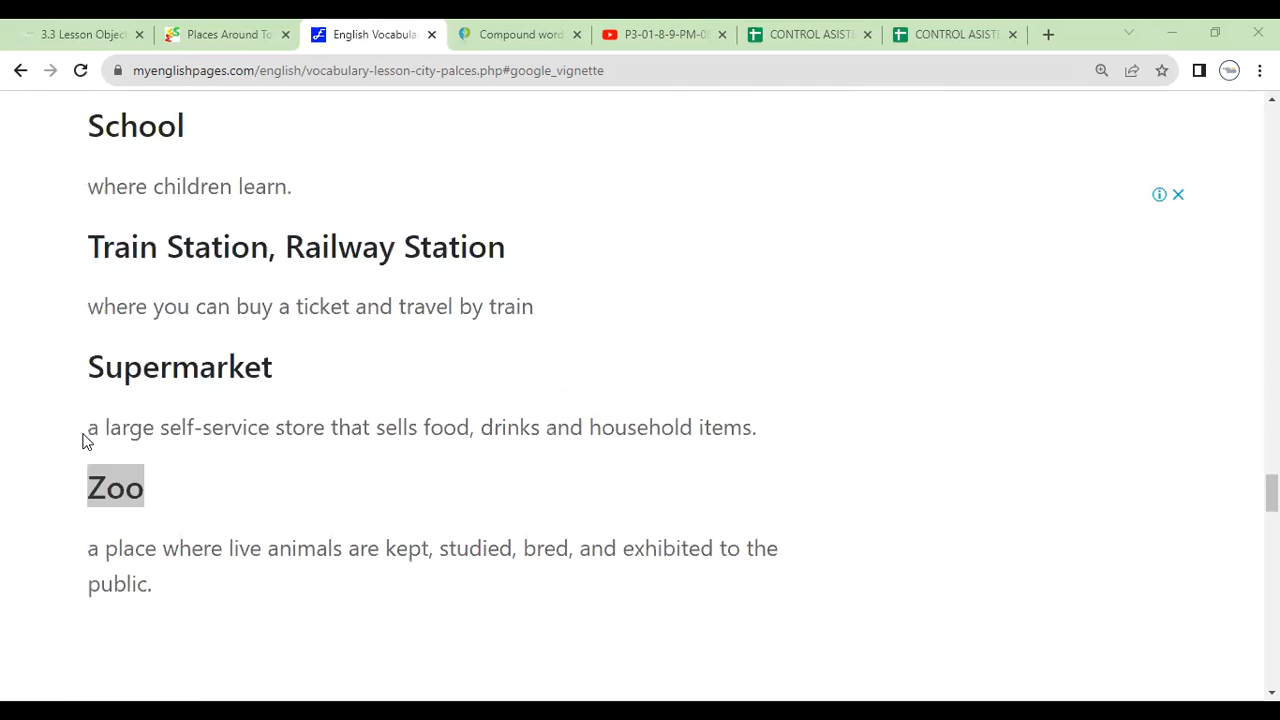 3.3 Lesson Object
Places Around To
English Vocabula
Compound word
P3-01-8-9-PM-0
CONTROL ASIST
CONTROL ASIST
myenglishpages.com/english/vocabulary-lesson-city-palces.php#google_vignette
School
where children learn.
Train Station, Railway Station
where you can buy a ticket and travel by train
Supermarket
a large self-service store that sells food, drinks and household items.
Zoo
a place where live animals are kept, studied, bred, and exhibited to the
public.